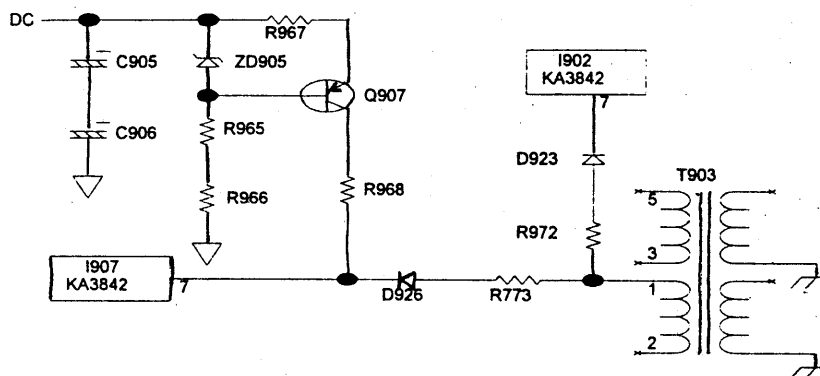 DC
R967
C905
ZD905
I902
KA3842
7
Q907
C906
R965
D923
T903
R966
R968
5
R972
3
I907
KA3842
7
D926
R773
1
2